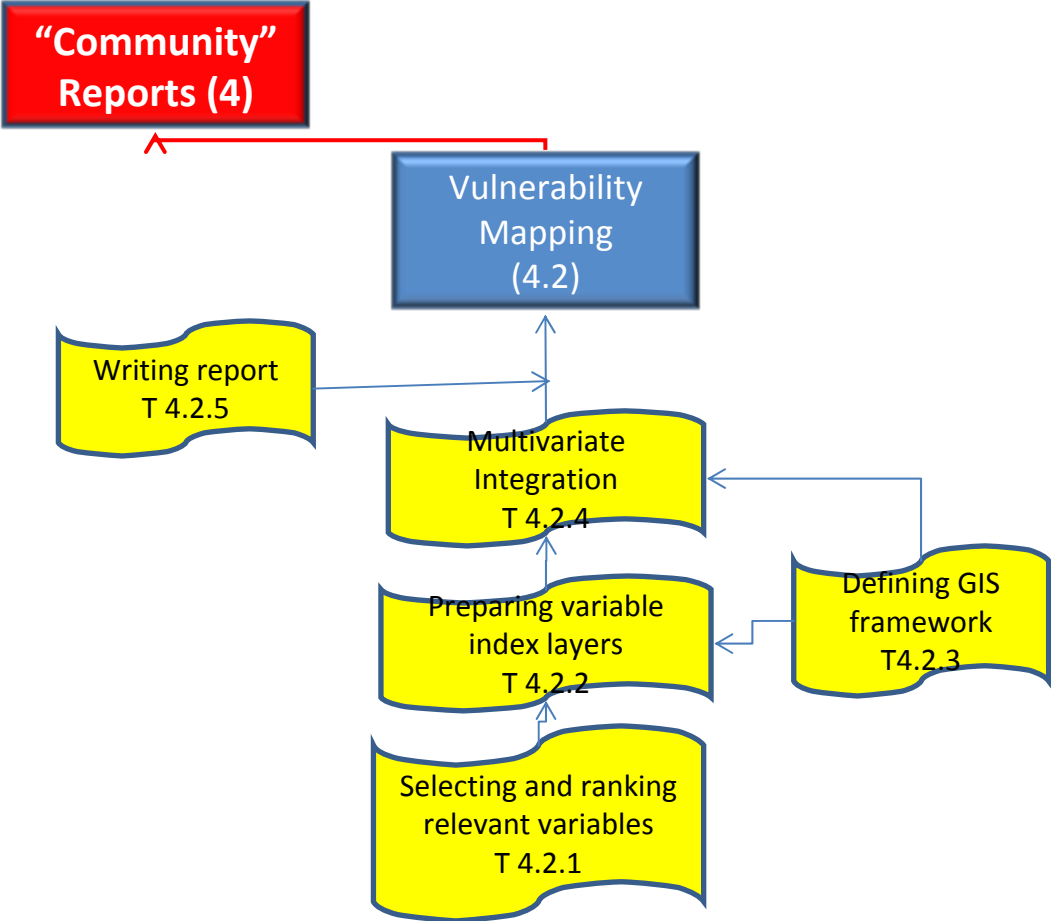 “Community”
Reports (4)
Vulnerability
Mapping
(4.2)
Writing report
T 4.2.5
Multivariate
Integration
T 4.2.4
Defining GIS
framework
T4.2.3
Preparing variable
index layers
T 4.2.2
Selecting and ranking
relevant variables
T 4.2.1